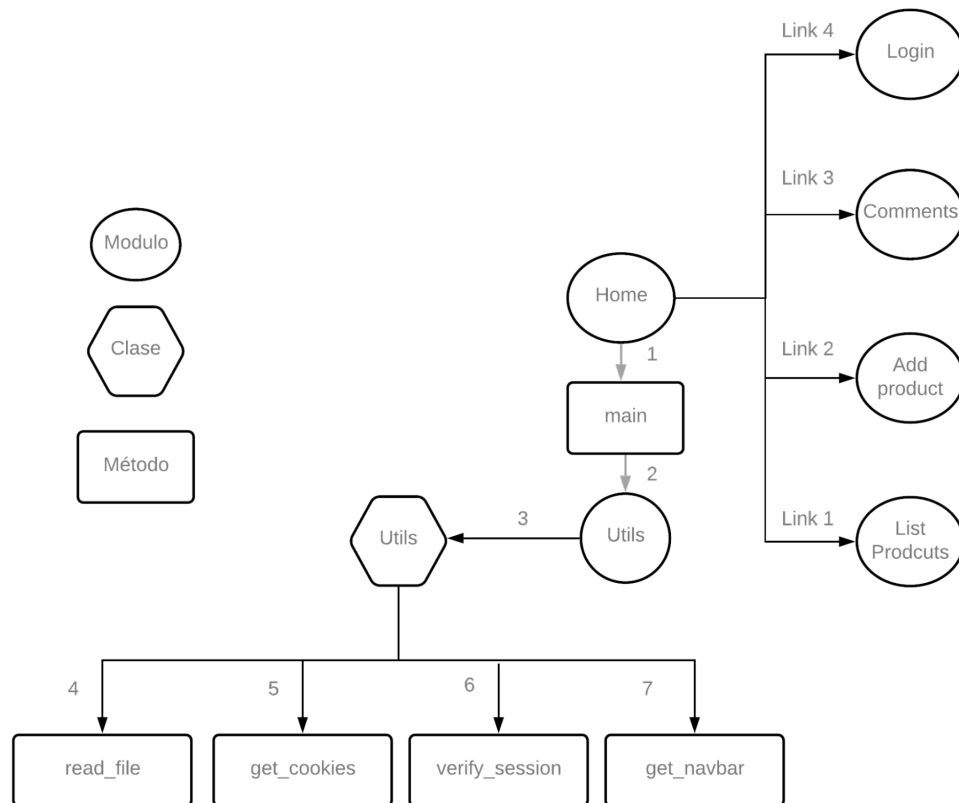 Link 4
Login
Link 3
Comments
Modulo
Home
Clase
1
Link 2
Add
product
main
Método
2
3
Link 1
List
Prodcuts
Utils
Utils
4
5
6
7
read_file
get_cookies
verify_session
get_navbar